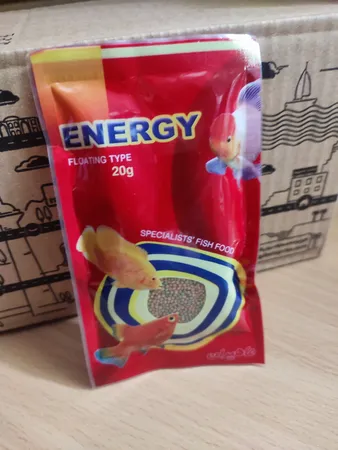 ENERGY
FLOATING TYPE
20g
SPECIALISTS' FISH FOOD